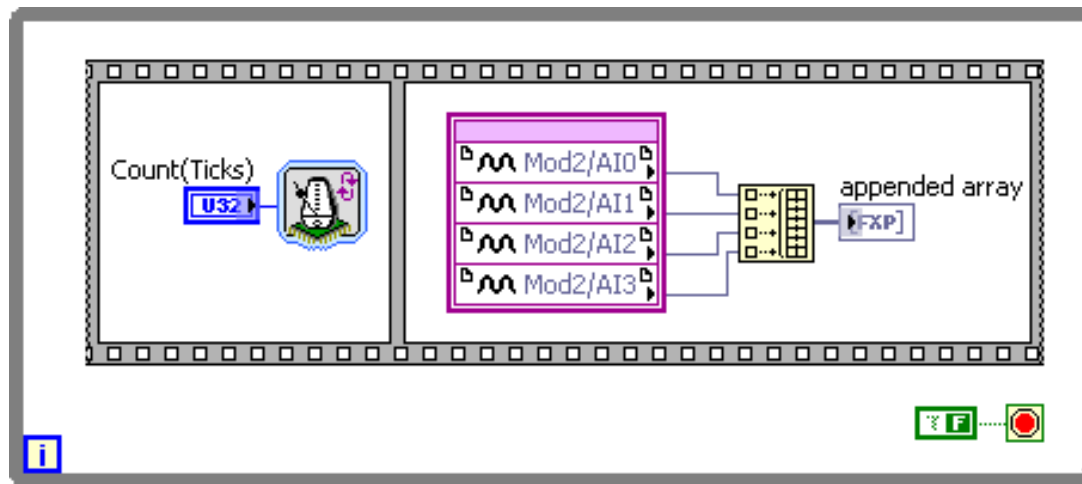 Count(Ticks)
U32
Mod2/AI0
Mod2/AI1
Mod2/AI2
Mod2/AI3
appended array
[FXP]
F
i